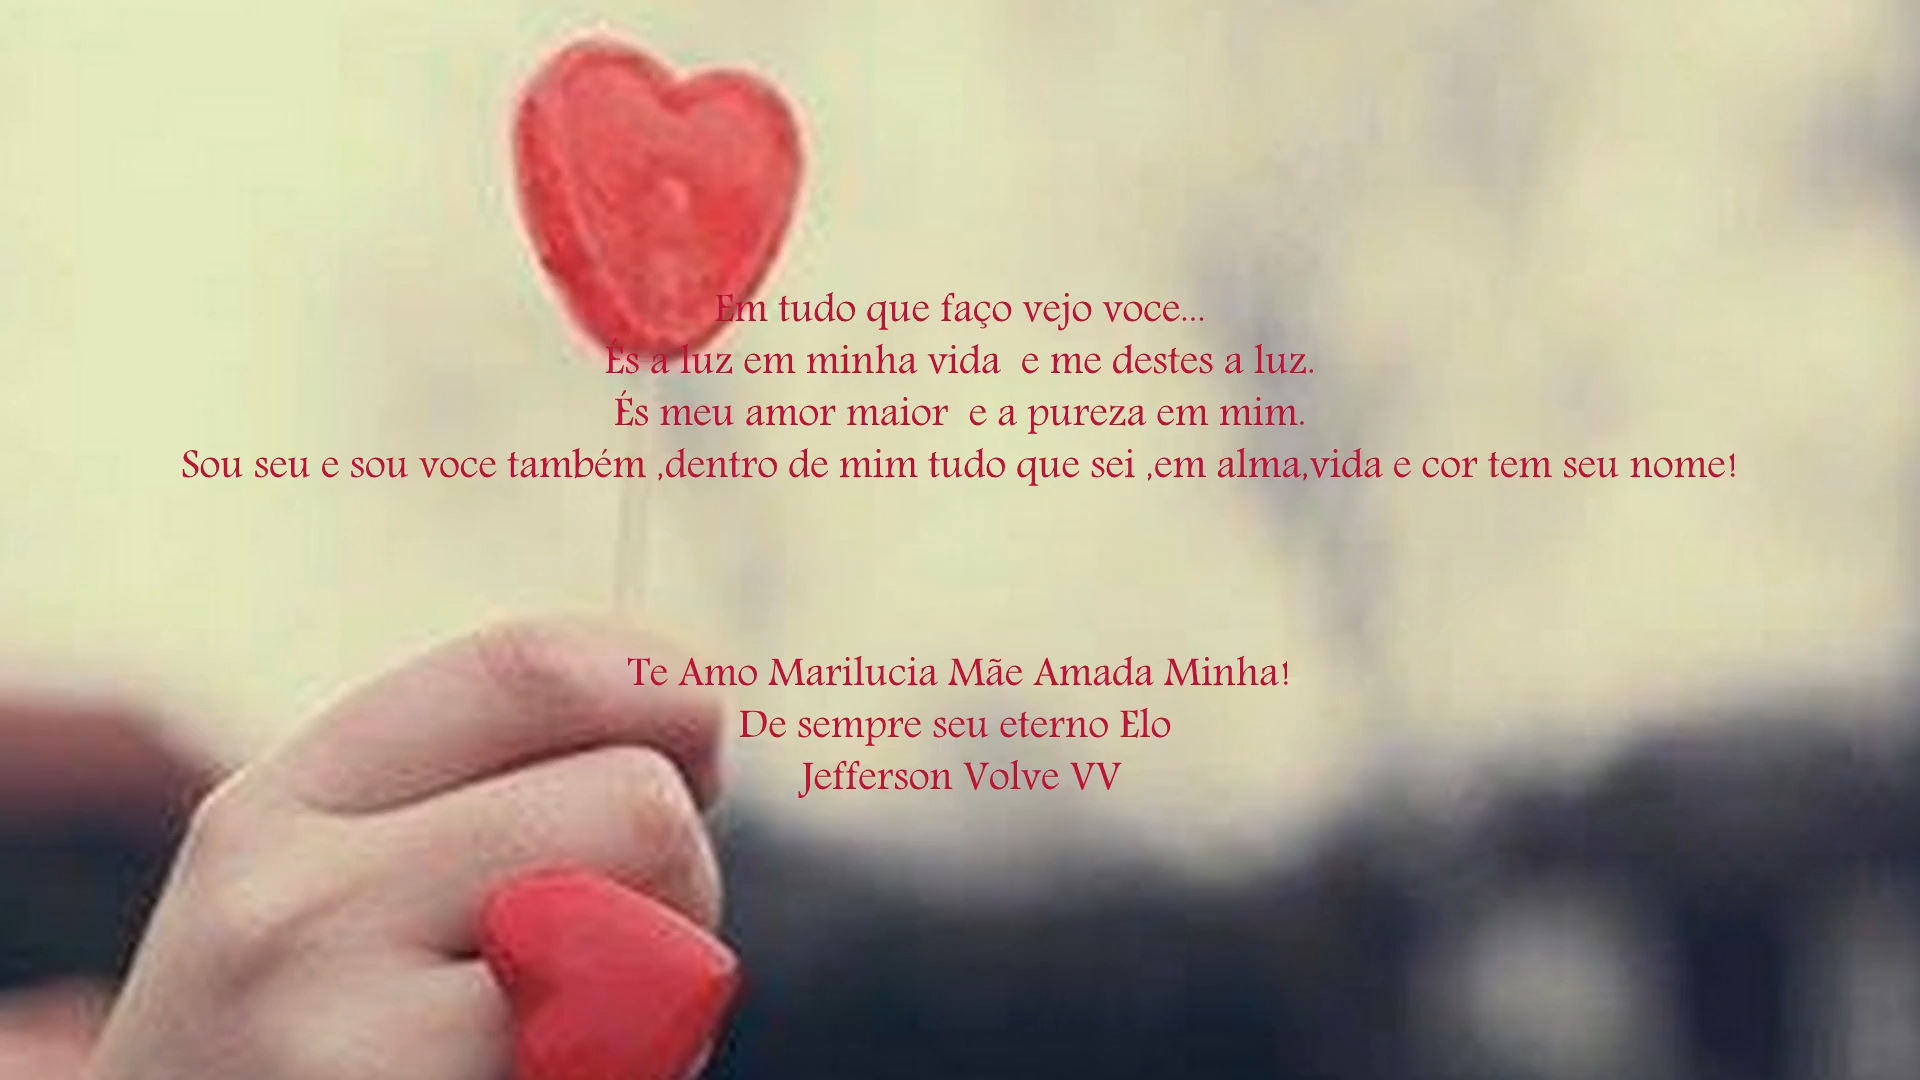 Em tudo que faço vejo voce...
És a luz em minha vida  e me destes a luz.
És meu amor maior  e a pureza em mim.
Sou seu e sou voce também ,dentro de mim tudo que sei ,em alma,vida e cor tem seu nome!
Te Amo Marilucia Mãe Amada Minha!
De sempre seu eterno Elo
Jefferson Volve VV